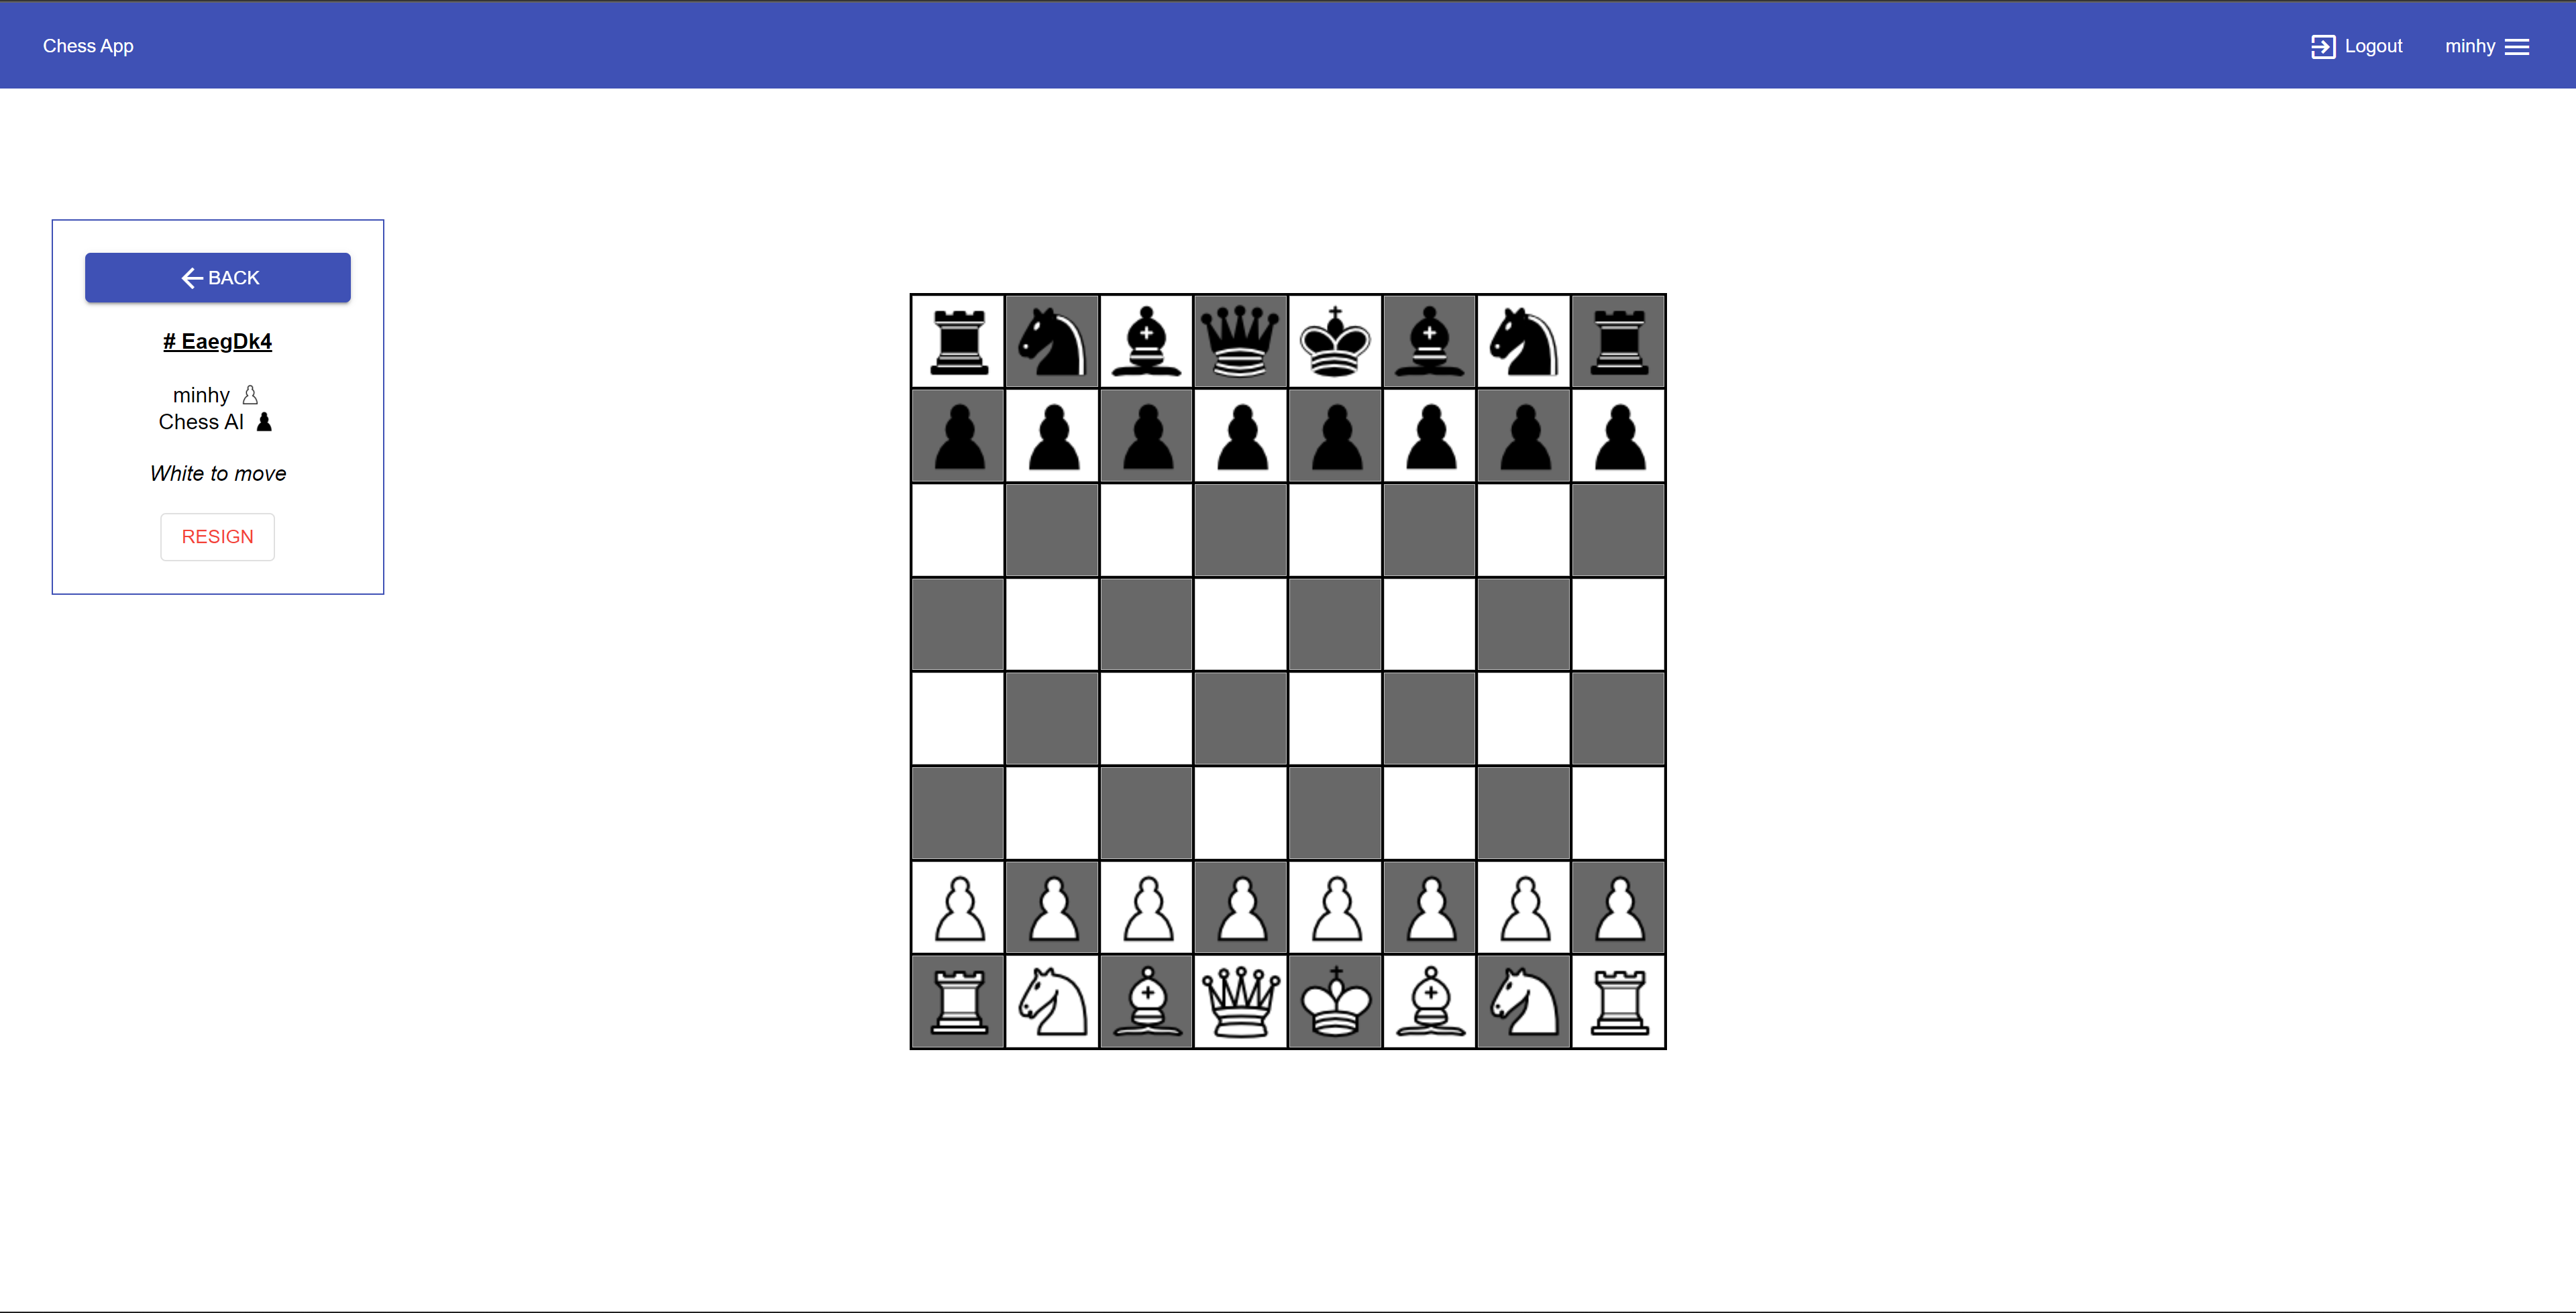 Chess App
Logout
minhy
BACK
# EaegDk4
minhy
Chess AI
White to move
RESIGN